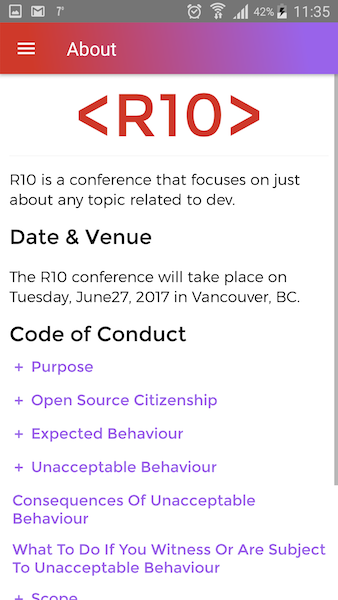 7° 42% 11:35
About
<R10>
R10 is a conference that focuses on just
about any topic related to dev.
Date & Venue
The R10 conference will take place on
Tuesday, June27, 2017 in Vancouver, BC.
Code of Conduct
+ Purpose
+ Open Source Citizenship
+ Expected Behaviour
+ Unacceptable Behaviour
Consequences Of Unacceptable
Behaviour
What To Do If You Witness Or Are Subject
To Unacceptable Behaviour
+ Scope